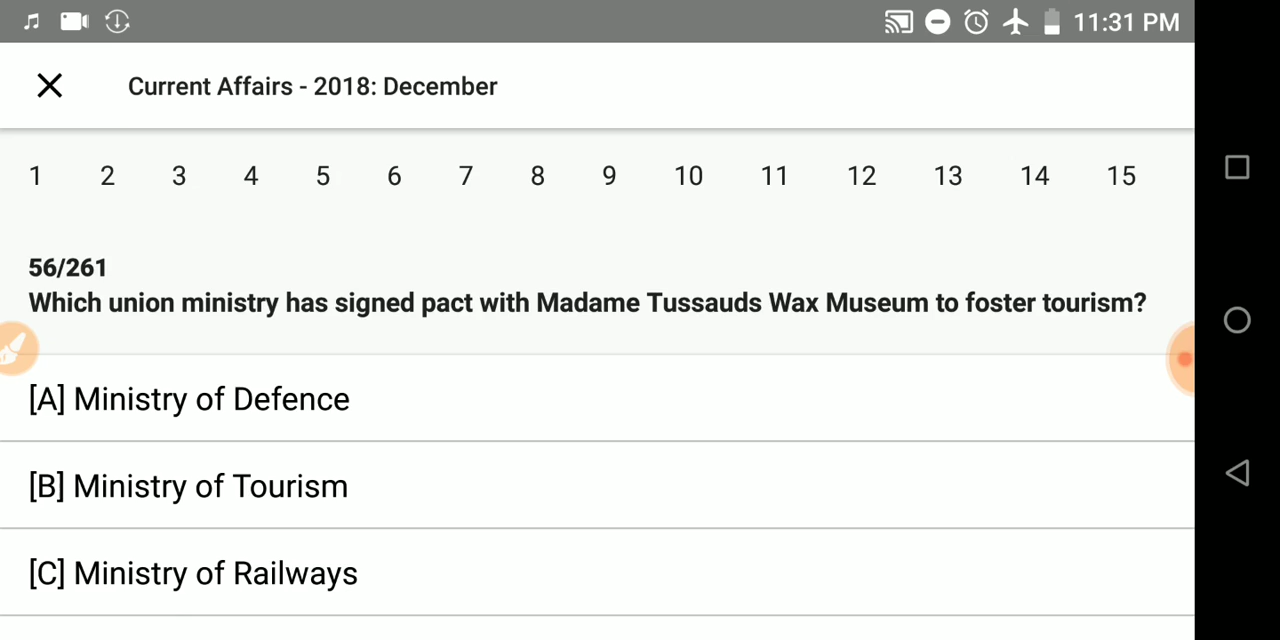 11:31 PM
Current Affairs - 2018: December
1 2 3 4 5 6 7 8 9 10 11 12 13 14 15
56/261
Which union ministry has signed pact with Madame Tussauds Wax Museum to foster tourism?
[A] Ministry of Defence
[B] Ministry of Tourism
[C] Ministry of Railways